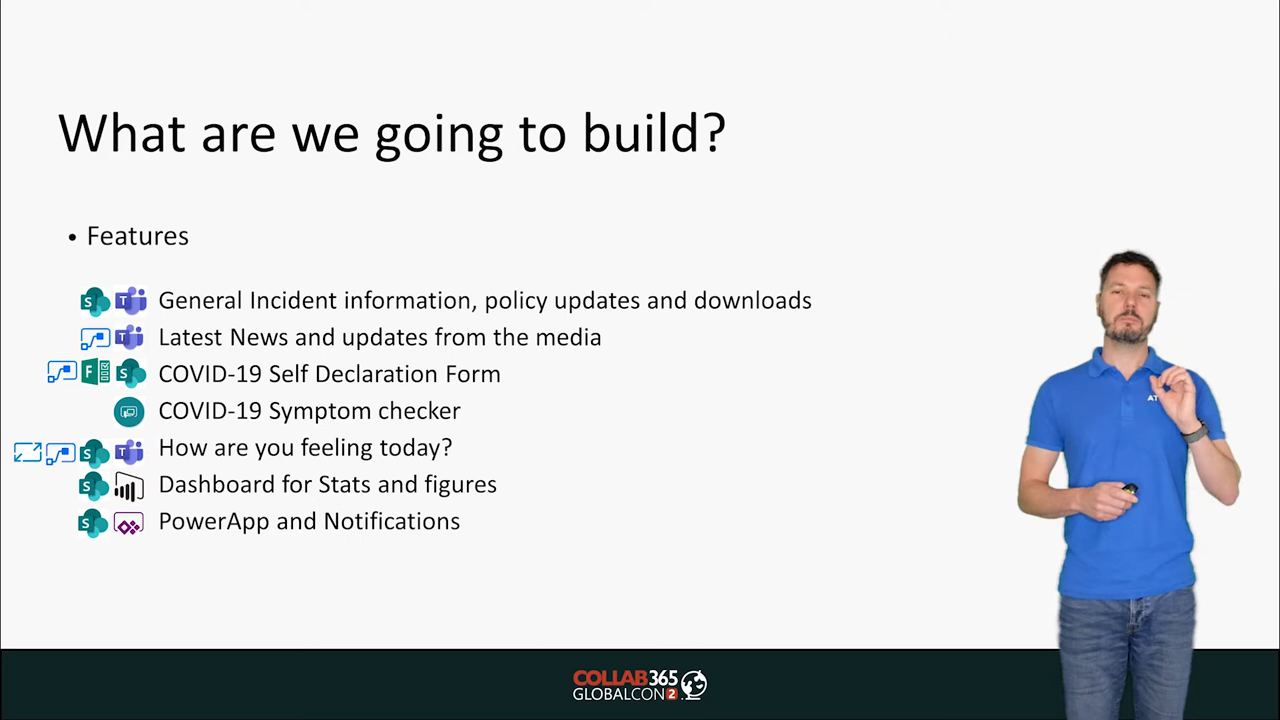 What are we going to build?
• Features
General Incident information, policy updates and downloads
Latest News and updates from the media
COVID-19 Self Declaration Form
COVID-19 Symptom checker
How are you feeling today?
Dashboard for Stats and figures
PowerApp and Notifications
AT
COLLAB365
GLOBALCON2